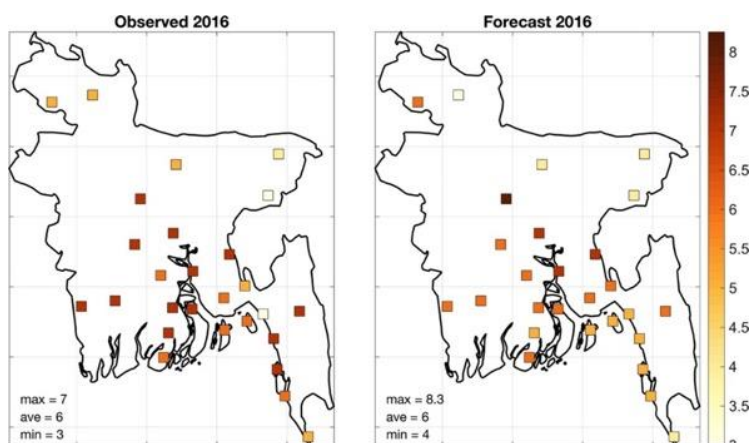 Observed 2016
max = 7
ave = 6
min = 3
Forecast 2016
max = 8.3
ave = 6
min = 4
8
7.5
7
6.5
6
5.5
5
4.5
4
3.5